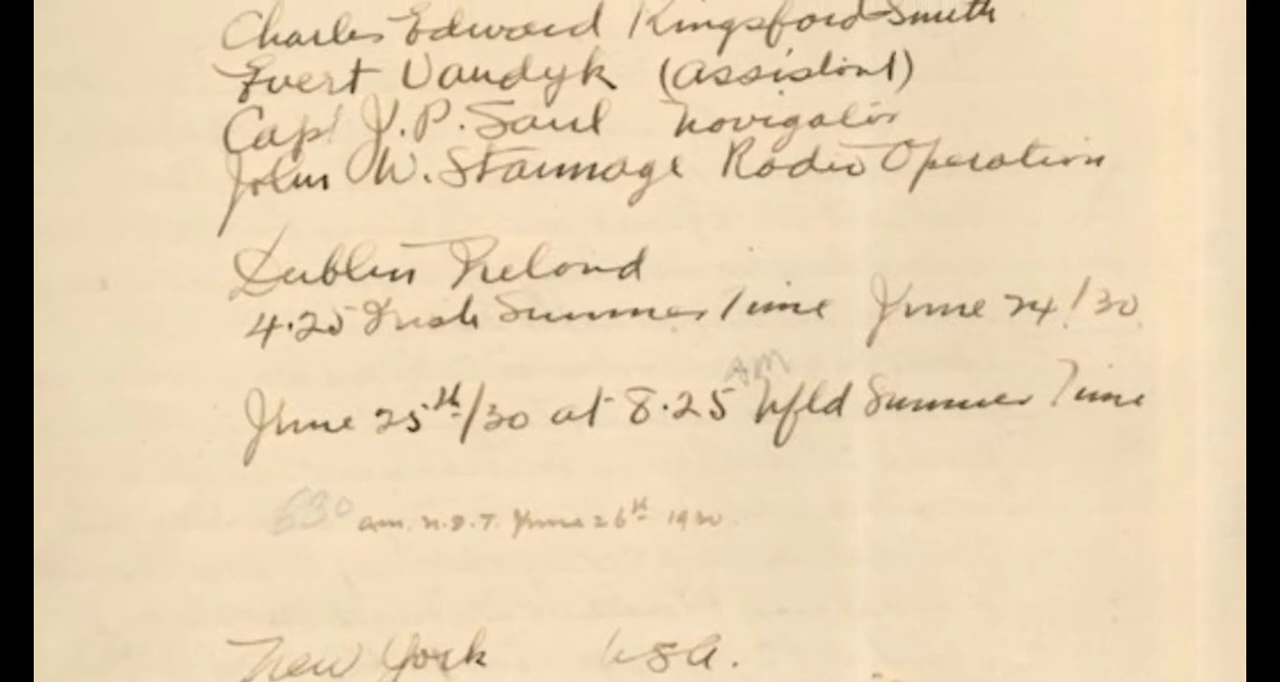 Charles Edward Kingsford-Smith
Evert Vandyk (Assistant)
Capt J. P. Saul Navigator
John W. Stannage Radio Operation
Dublin Ireland
4.25 Irish Summer Time June 24/30
June 25th/30 at 8.25 AM Nfld Summer Time
630 am. N.D.T. June 26th 1930
New York USA.